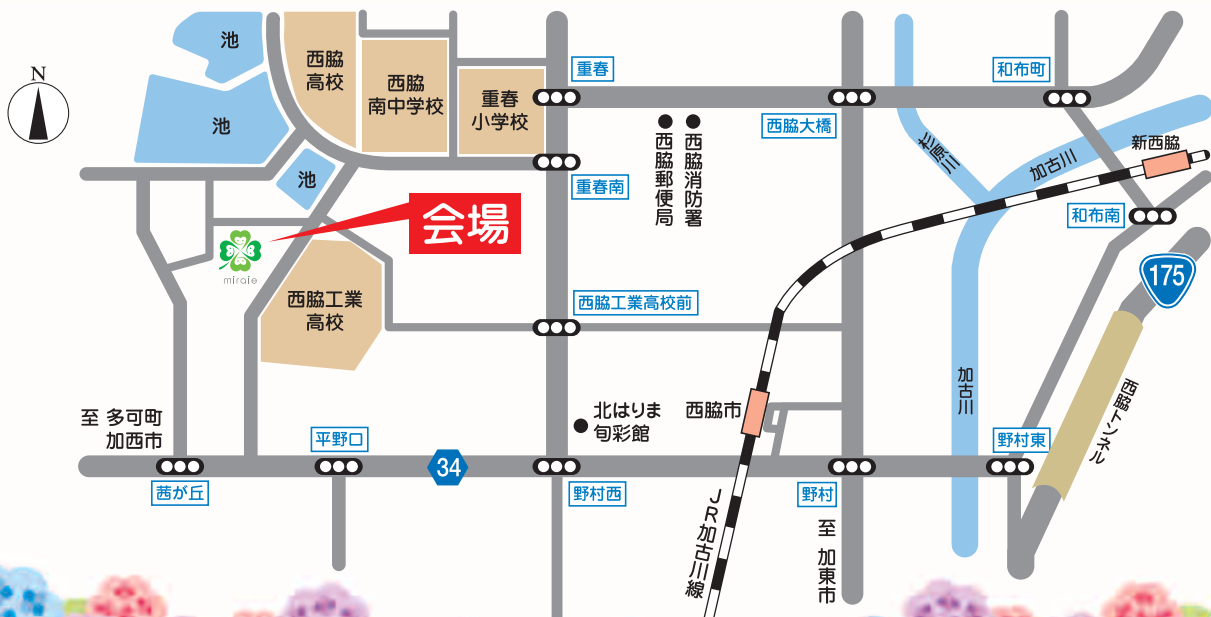 N
池
池
池
西脇
高校
西脇
南中学校
重春
小学校
重春
重春南
西脇郵便局
西脇消防署
西脇大橋
和布町
杉原川
加古川
新西脇
和布南
175
会場
miraie
西脇工業
高校
西脇工業高校前
至 多可町
加西市
茜が丘
平野口
34
北はりま
旬彩館
野村西
西脇市
JR加古川線
野村
至 加東市
加古川
野村東
西脇トンネル